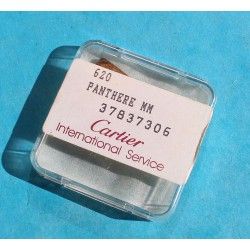 620
PANTHERE MM
37837306
Cartier
International Service